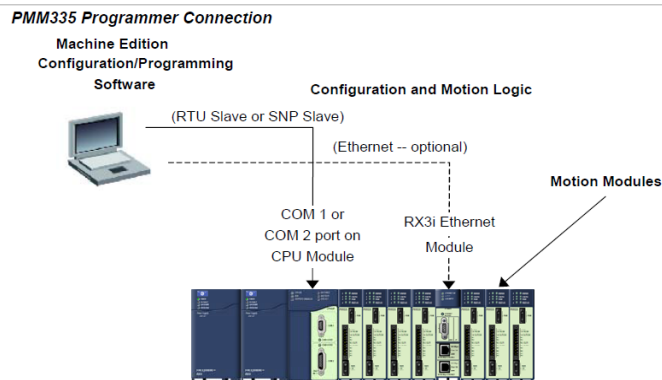 PMM335 Programmer Connection
Machine Edition
Configuration/Programming
Software
Configuration and Motion Logic
(RTU Slave or SNP Slave)
(Ethernet -- optional)
Motion Modules
COM 1 or
COM 2 port on
CPU Module
RX3i Ethernet
Module